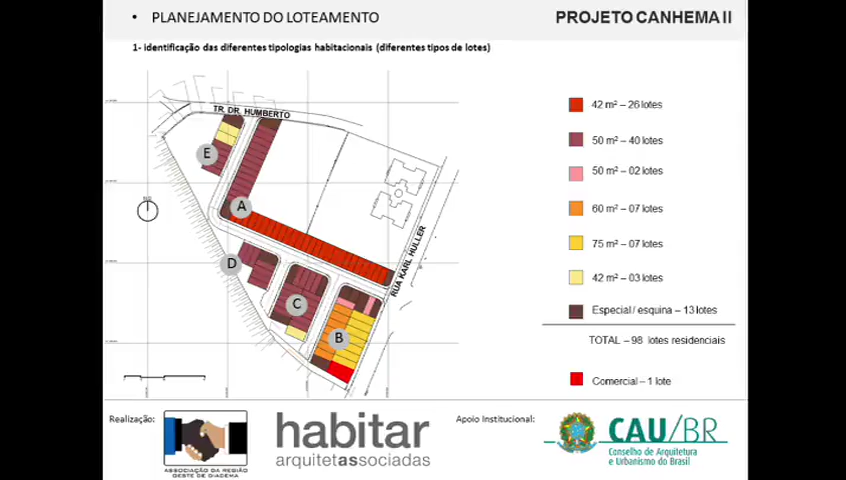 • PLANEJAMENTO DO LOTEAMENTO
PROJETO CANHEMA II
1- identificação das diferentes tipologias habitacionais (diferentes tipos de lotes)
TR. DR. HUMBERTO
E
A
D
C
B
RUA KARL HULLER
42 m² – 26 lotes
50 m² – 40 lotes
50 m² – 02 lotes
60 m² – 07 lotes
75 m² – 07 lotes
42 m² – 03 lotes
Especial / esquina – 13 lotes
TOTAL – 98 lotes residenciais
Comercial – 1 lote
Realização:
ASSOCIAÇÃO DA REGIÃO
OESTE DE DIADEMA
habitar
arquitetassociadas
Apoio Institucional:
CAU/BR
Conselho de Arquitetura
e Urbanismo do Brasil